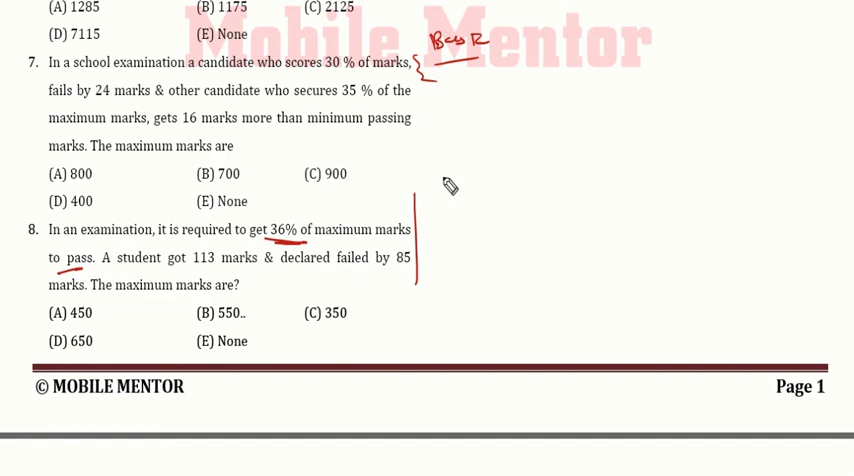 (A) 1285 (B) 1175 (C) 2125
(D) 7115 (E) None
Mobile Mentor
7. In a school examination a candidate who scores 30 % of marks,
fails by 24 marks & other candidate who secures 35 % of the
maximum marks, gets 16 marks more than minimum passing
marks. The maximum marks are
(A) 800 (B) 700 (C) 900
(D) 400 (E) None
8. In an examination, it is required to get 36% of maximum marks
to pass. A student got 113 marks & declared failed by 85
marks. The maximum marks are?
(A) 450 (B) 550.. (C) 350
(D) 650 (E) None
© MOBILE MENTOR Page 1